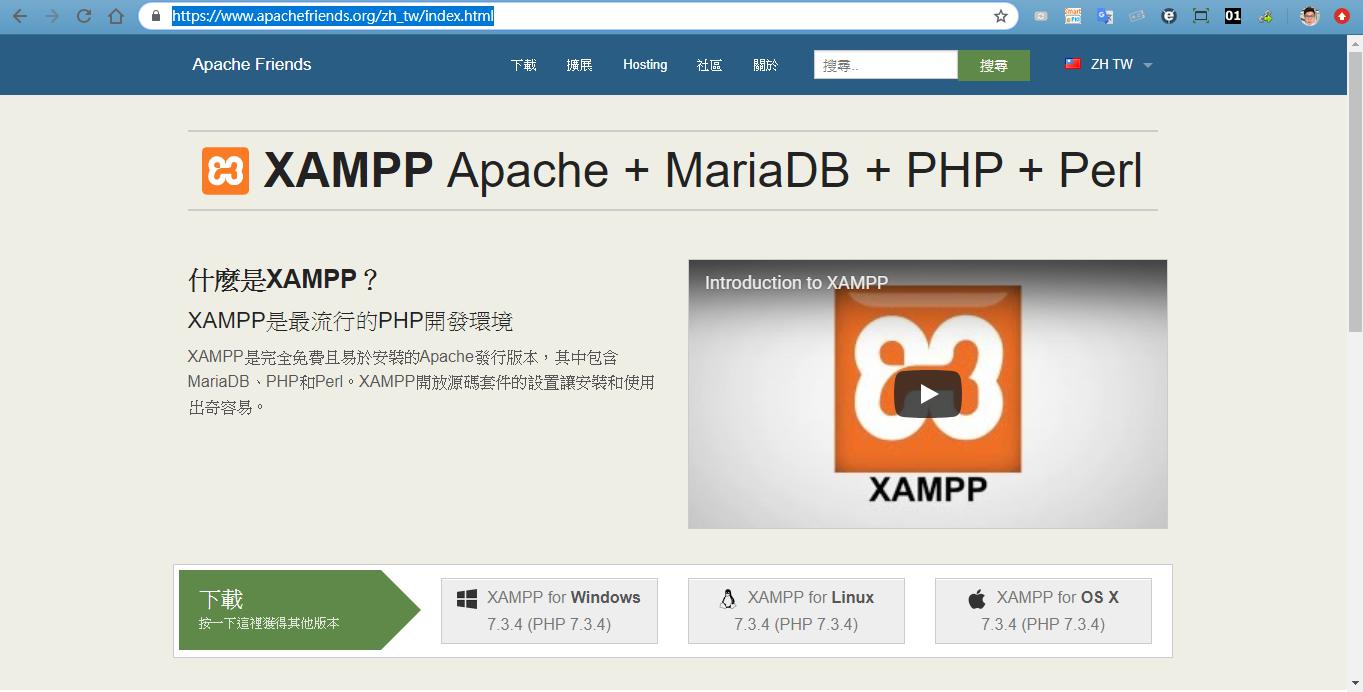 https://www.apachefriends.org/zh_tw/index.html
01
Apache Friends
下載
擴展
Hosting
社區
關於
搜尋..
搜尋
ZH TW
XAMPP Apache + MariaDB + PHP + Perl
什麼是XAMPP？
XAMPP是最流行的PHP開發環境
XAMPP是完全免費且易於安裝的Apache發行版本，其中包含
MariaDB、PHP和Perl。XAMPP開放源碼套件的設置讓安裝和使用
出奇容易。
Introduction to XAMPP
XAMPP
下載
按一下這裡獲得其他版本
XAMPP for Windows
7.3.4 (PHP 7.3.4)
XAMPP for Linux
7.3.4 (PHP 7.3.4)
XAMPP for OS X
7.3.4 (PHP 7.3.4)